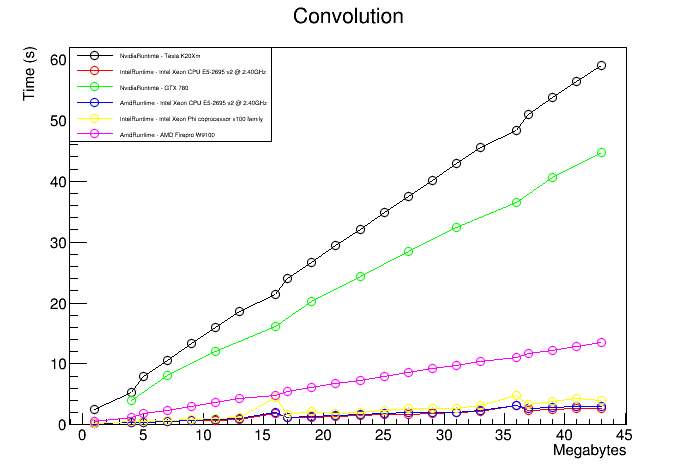 Convolution
Time (s)
60
50
40
30
20
10
0
NvidiaRuntime - Tesla K20Xm
IntelRuntime - Intel Xeon CPU E5-2695 v2 @ 2.40GHz
NvidiaRuntime - GTX 780
AmdRuntime - Intel Xeon CPU E5-2695 v2 @ 2.40GHz
IntelRuntime - Intel Xeon Phi coprocessor x100 family
AmdRuntime - AMD Firepro W9100
0 5 10 15 20 25 30 35 40 45
Megabytes